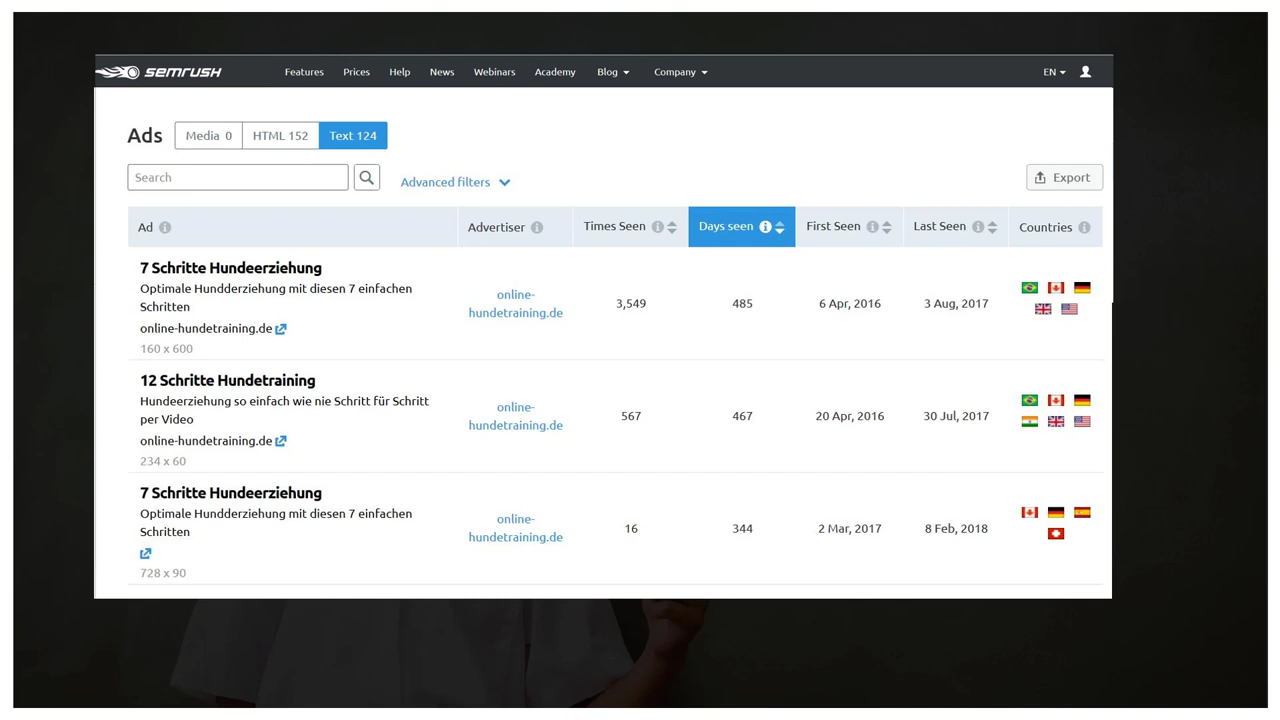 semrush Features Prices Help News Webinars Academy Blog Company EN
Ads Media 0 HTML 152 Text 124
Search Advanced filters Export
Ad Advertiser Times Seen Days seen First Seen Last Seen Countries
7 Schritte Hundeerziehung
Optimale Hundderziehung mit diesen 7 einfachen
Schritten
online-hundetraining.de
160 x 600
online-
hundetraining.de
3,549 485 6 Apr, 2016 3 Aug, 2017
12 Schritte Hundetraining
Hundeerziehung so einfach wie nie Schritt für Schritt
per Video
online-hundetraining.de
234 x 60
online-
hundetraining.de
567 467 20 Apr, 2016 30 Jul, 2017
7 Schritte Hundeerziehung
Optimale Hundderziehung mit diesen 7 einfachen
Schritten
728 x 90
online-
hundetraining.de
16 344 2 Mar, 2017 8 Feb, 2018